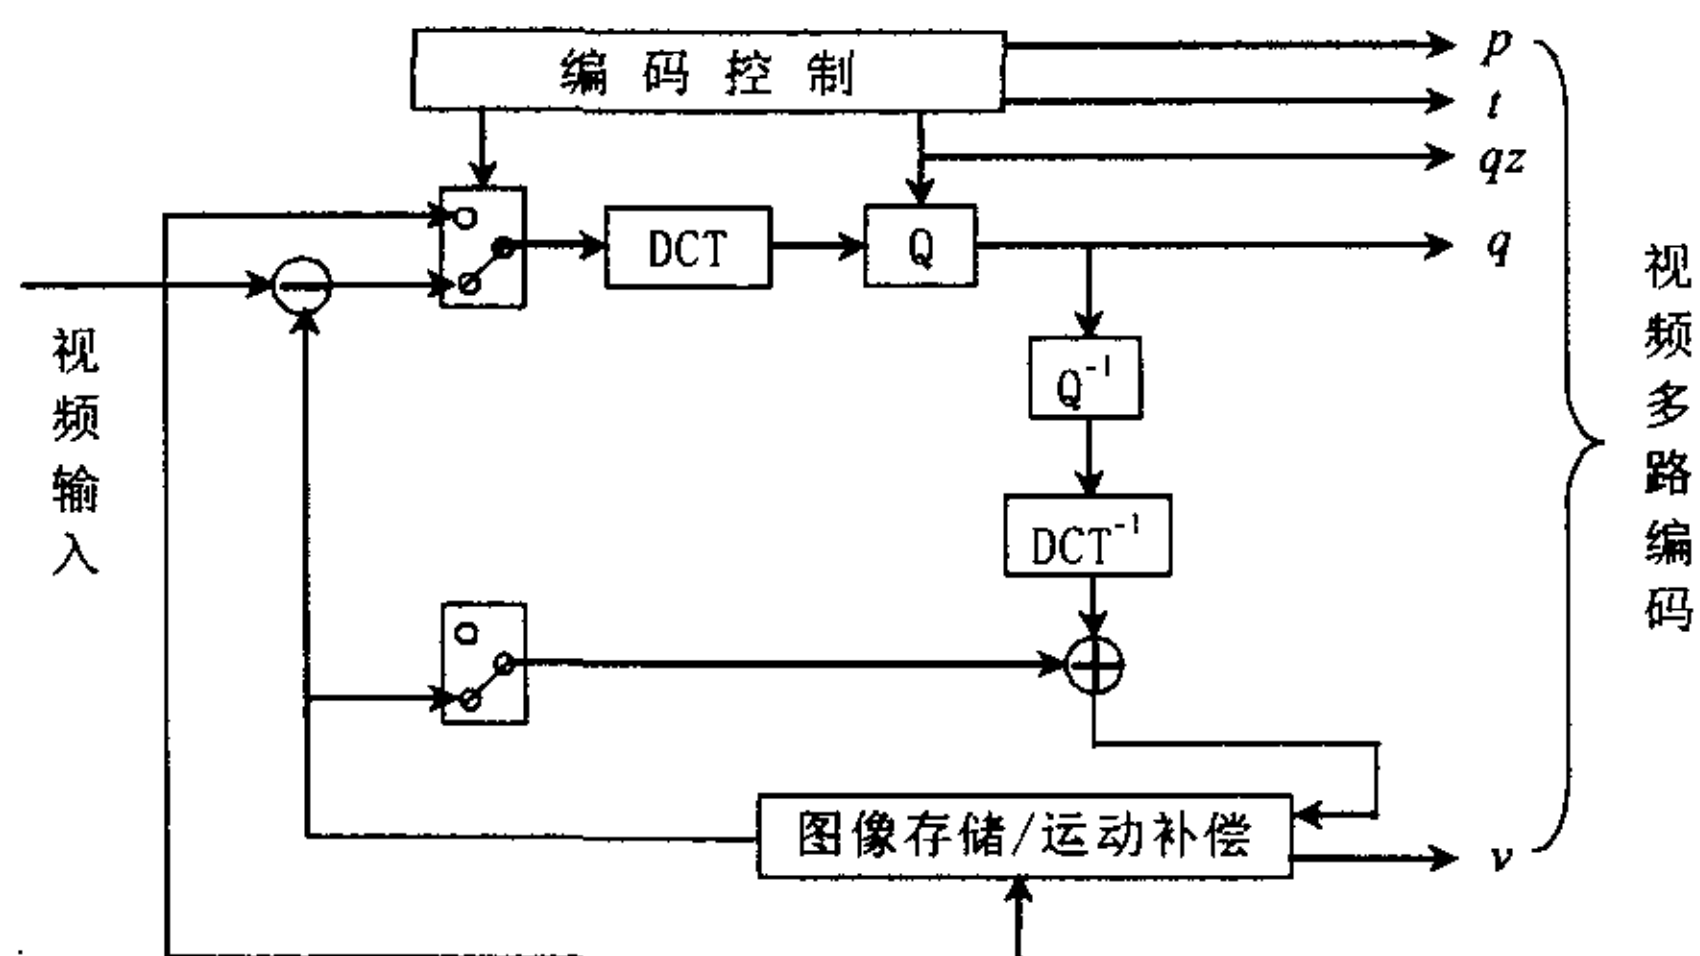 编码控制
p
t
qz
DCT
Q
q
Q⁻¹
视频输入
DCT⁻¹
视频多路编码
图像存储/运动补偿
v